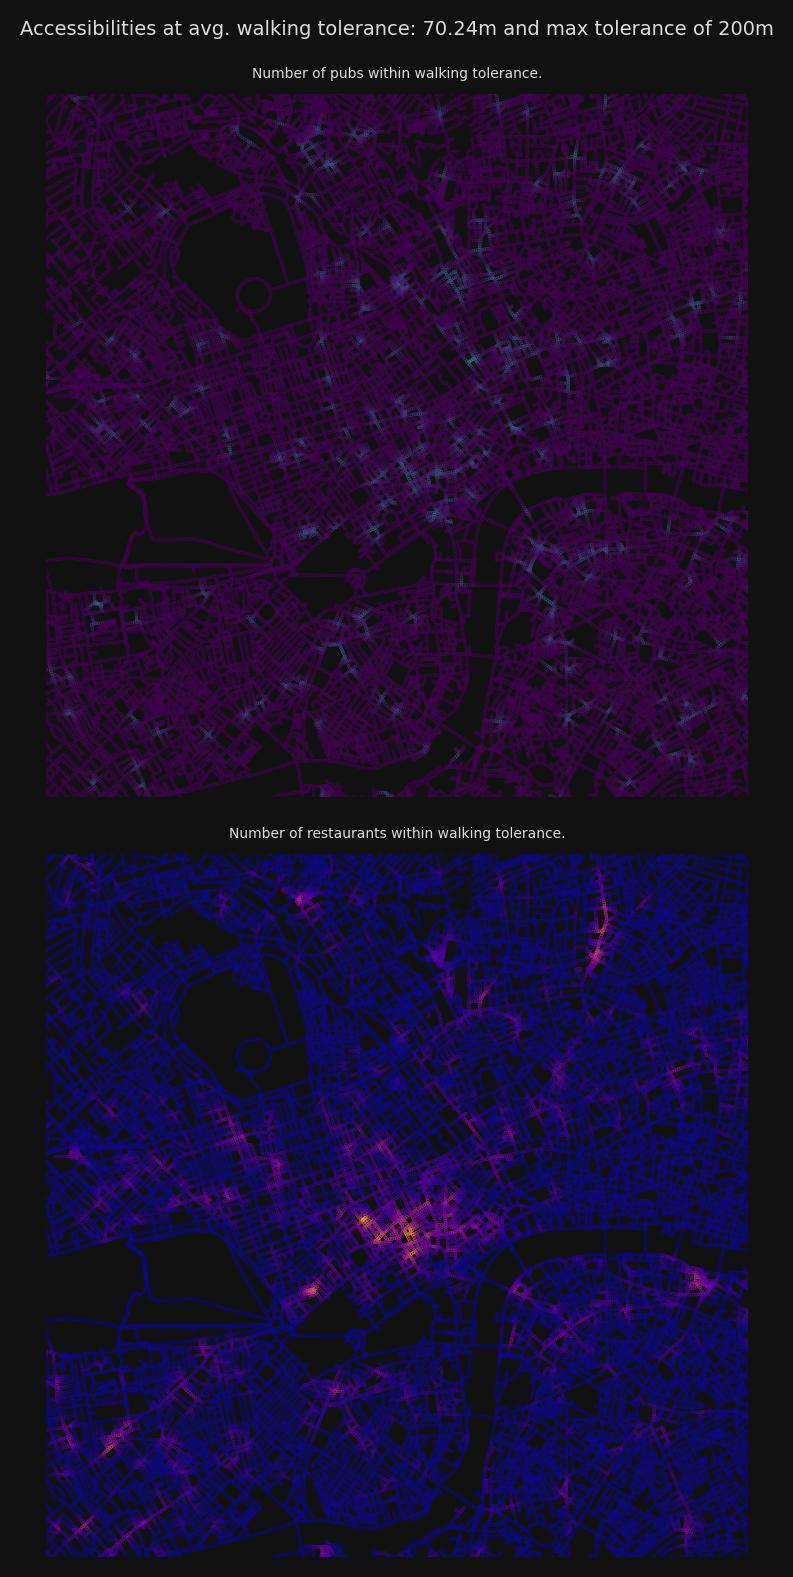 Accessibilities at avg. walking tolerance: 70.24m and max tolerance of 200m
Number of pubs within walking tolerance.
Number of restaurants within walking tolerance.